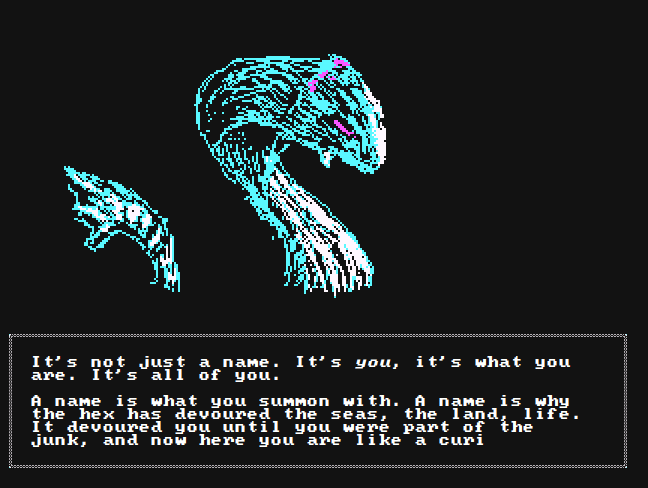 It's not just a name. It's you, it's what you
are. It's all of you.
A name is what you summon with. A name is why
the hex has devoured the seas, the land, life.
It devoured you until you were part of the
junk, and now here you are like a curi